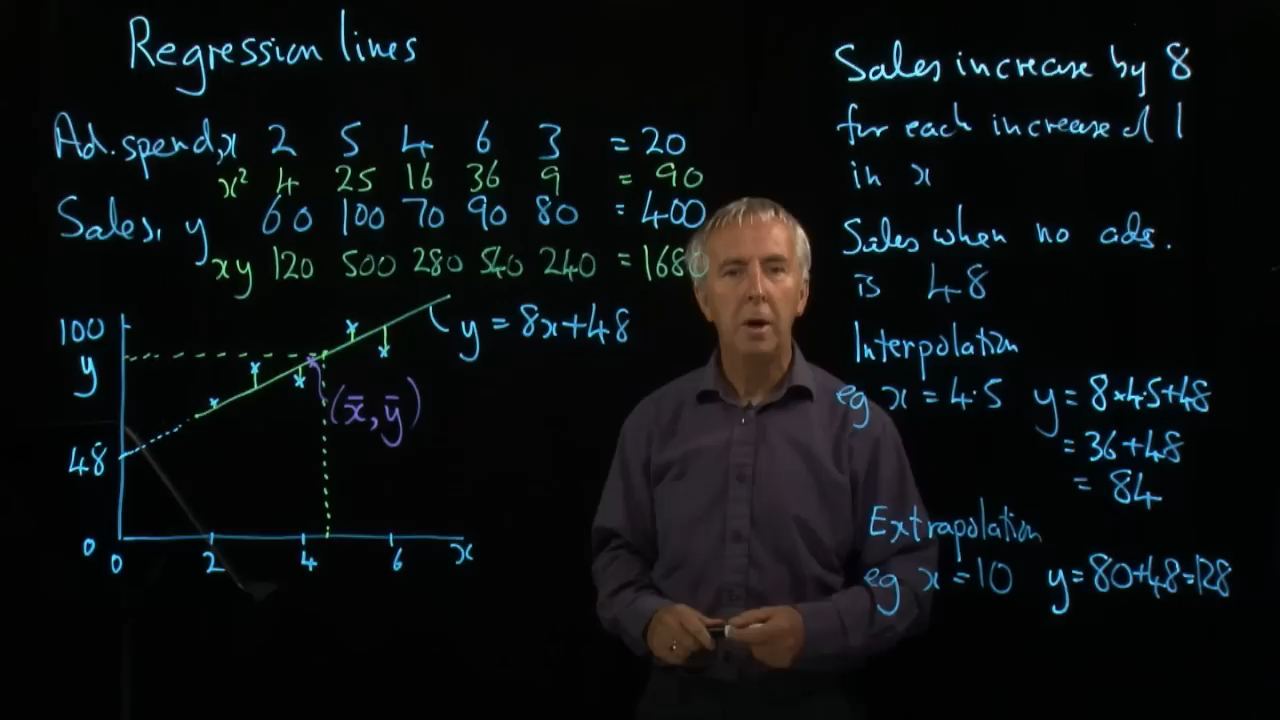 Regression lines
Ad. spend, x 2 5 4 6 3 = 20
x² 4 25 16 36 9 = 90
Sales, y 60 100 70 90 80 = 400
xy 120 500 280 540 240 = 1680
100
y
48
0
0 2 4 6 x
y = 8x+48
(x̄, ȳ)
Sales increase by 8
for each increase of 1
in x
Sales when no ads.
is 48
Interpolation
eg x = 4.5 y = 8×4.5+48
= 36+48
= 84
Extrapolation
eg x = 10 y = 80+48=128